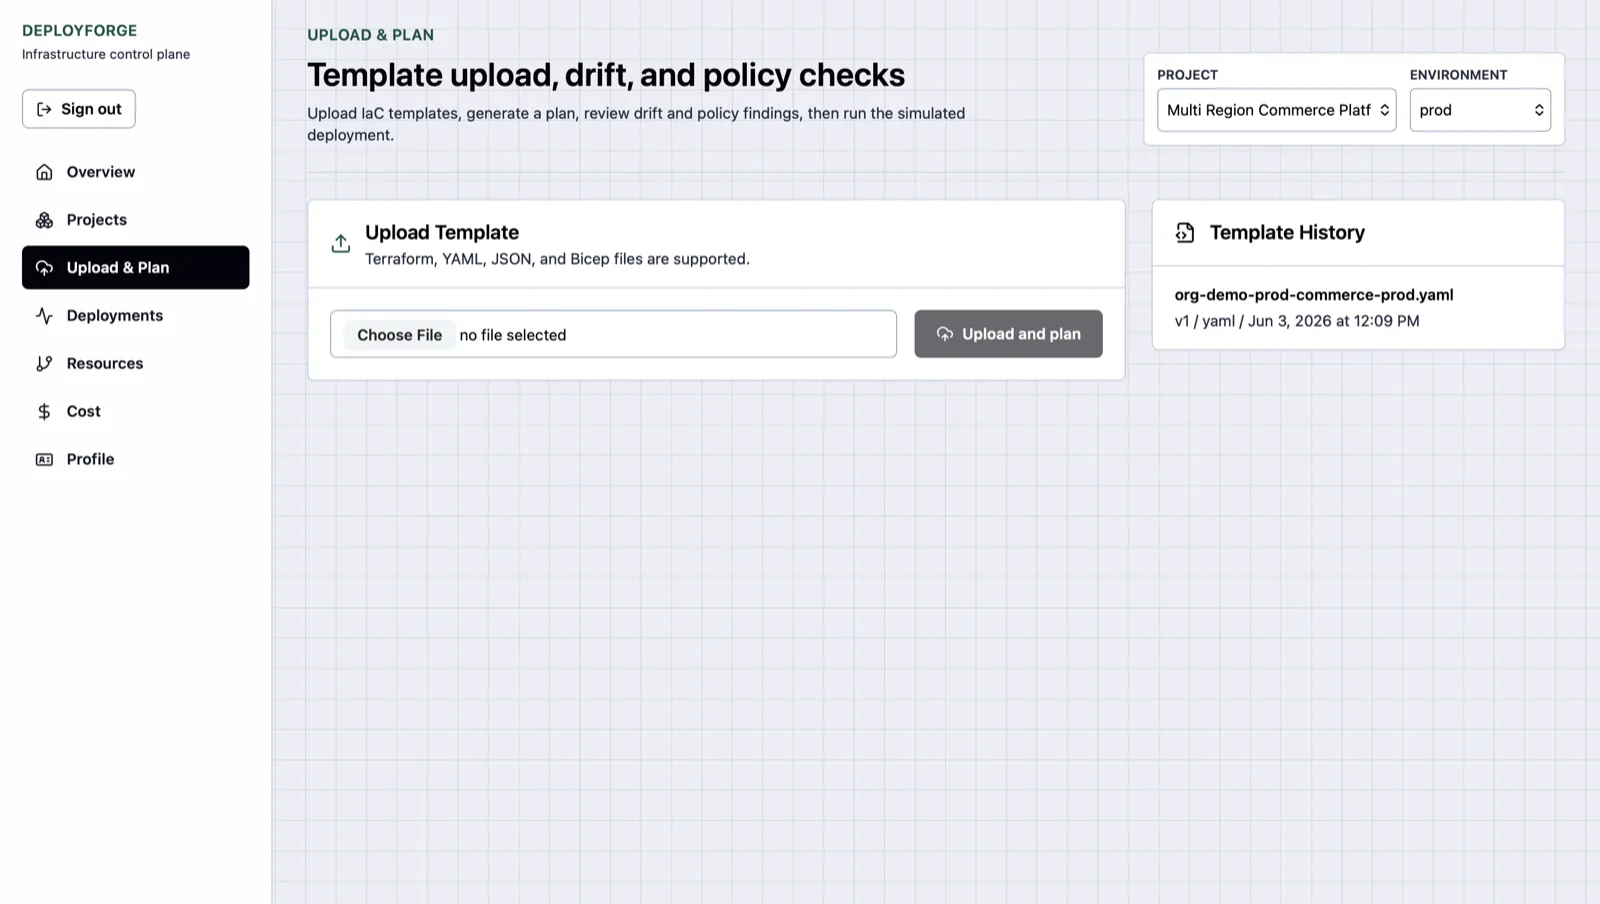 DEPLOYFORGE
Infrastructure control plane
Sign out
Overview
Projects
Upload & Plan
Deployments
Resources
Cost
Profile
UPLOAD & PLAN
Template upload, drift, and policy checks
Upload IaC templates, generate a plan, review drift and policy findings, then run the simulated
deployment.
PROJECT
Multi Region Commerce Platf
ENVIRONMENT
prod
Upload Template
Terraform, YAML, JSON, and Bicep files are supported.
Choose File no file selected
Upload and plan
Template History
org-demo-prod-commerce-prod.yaml
v1 / yaml / Jun 3, 2026 at 12:09 PM